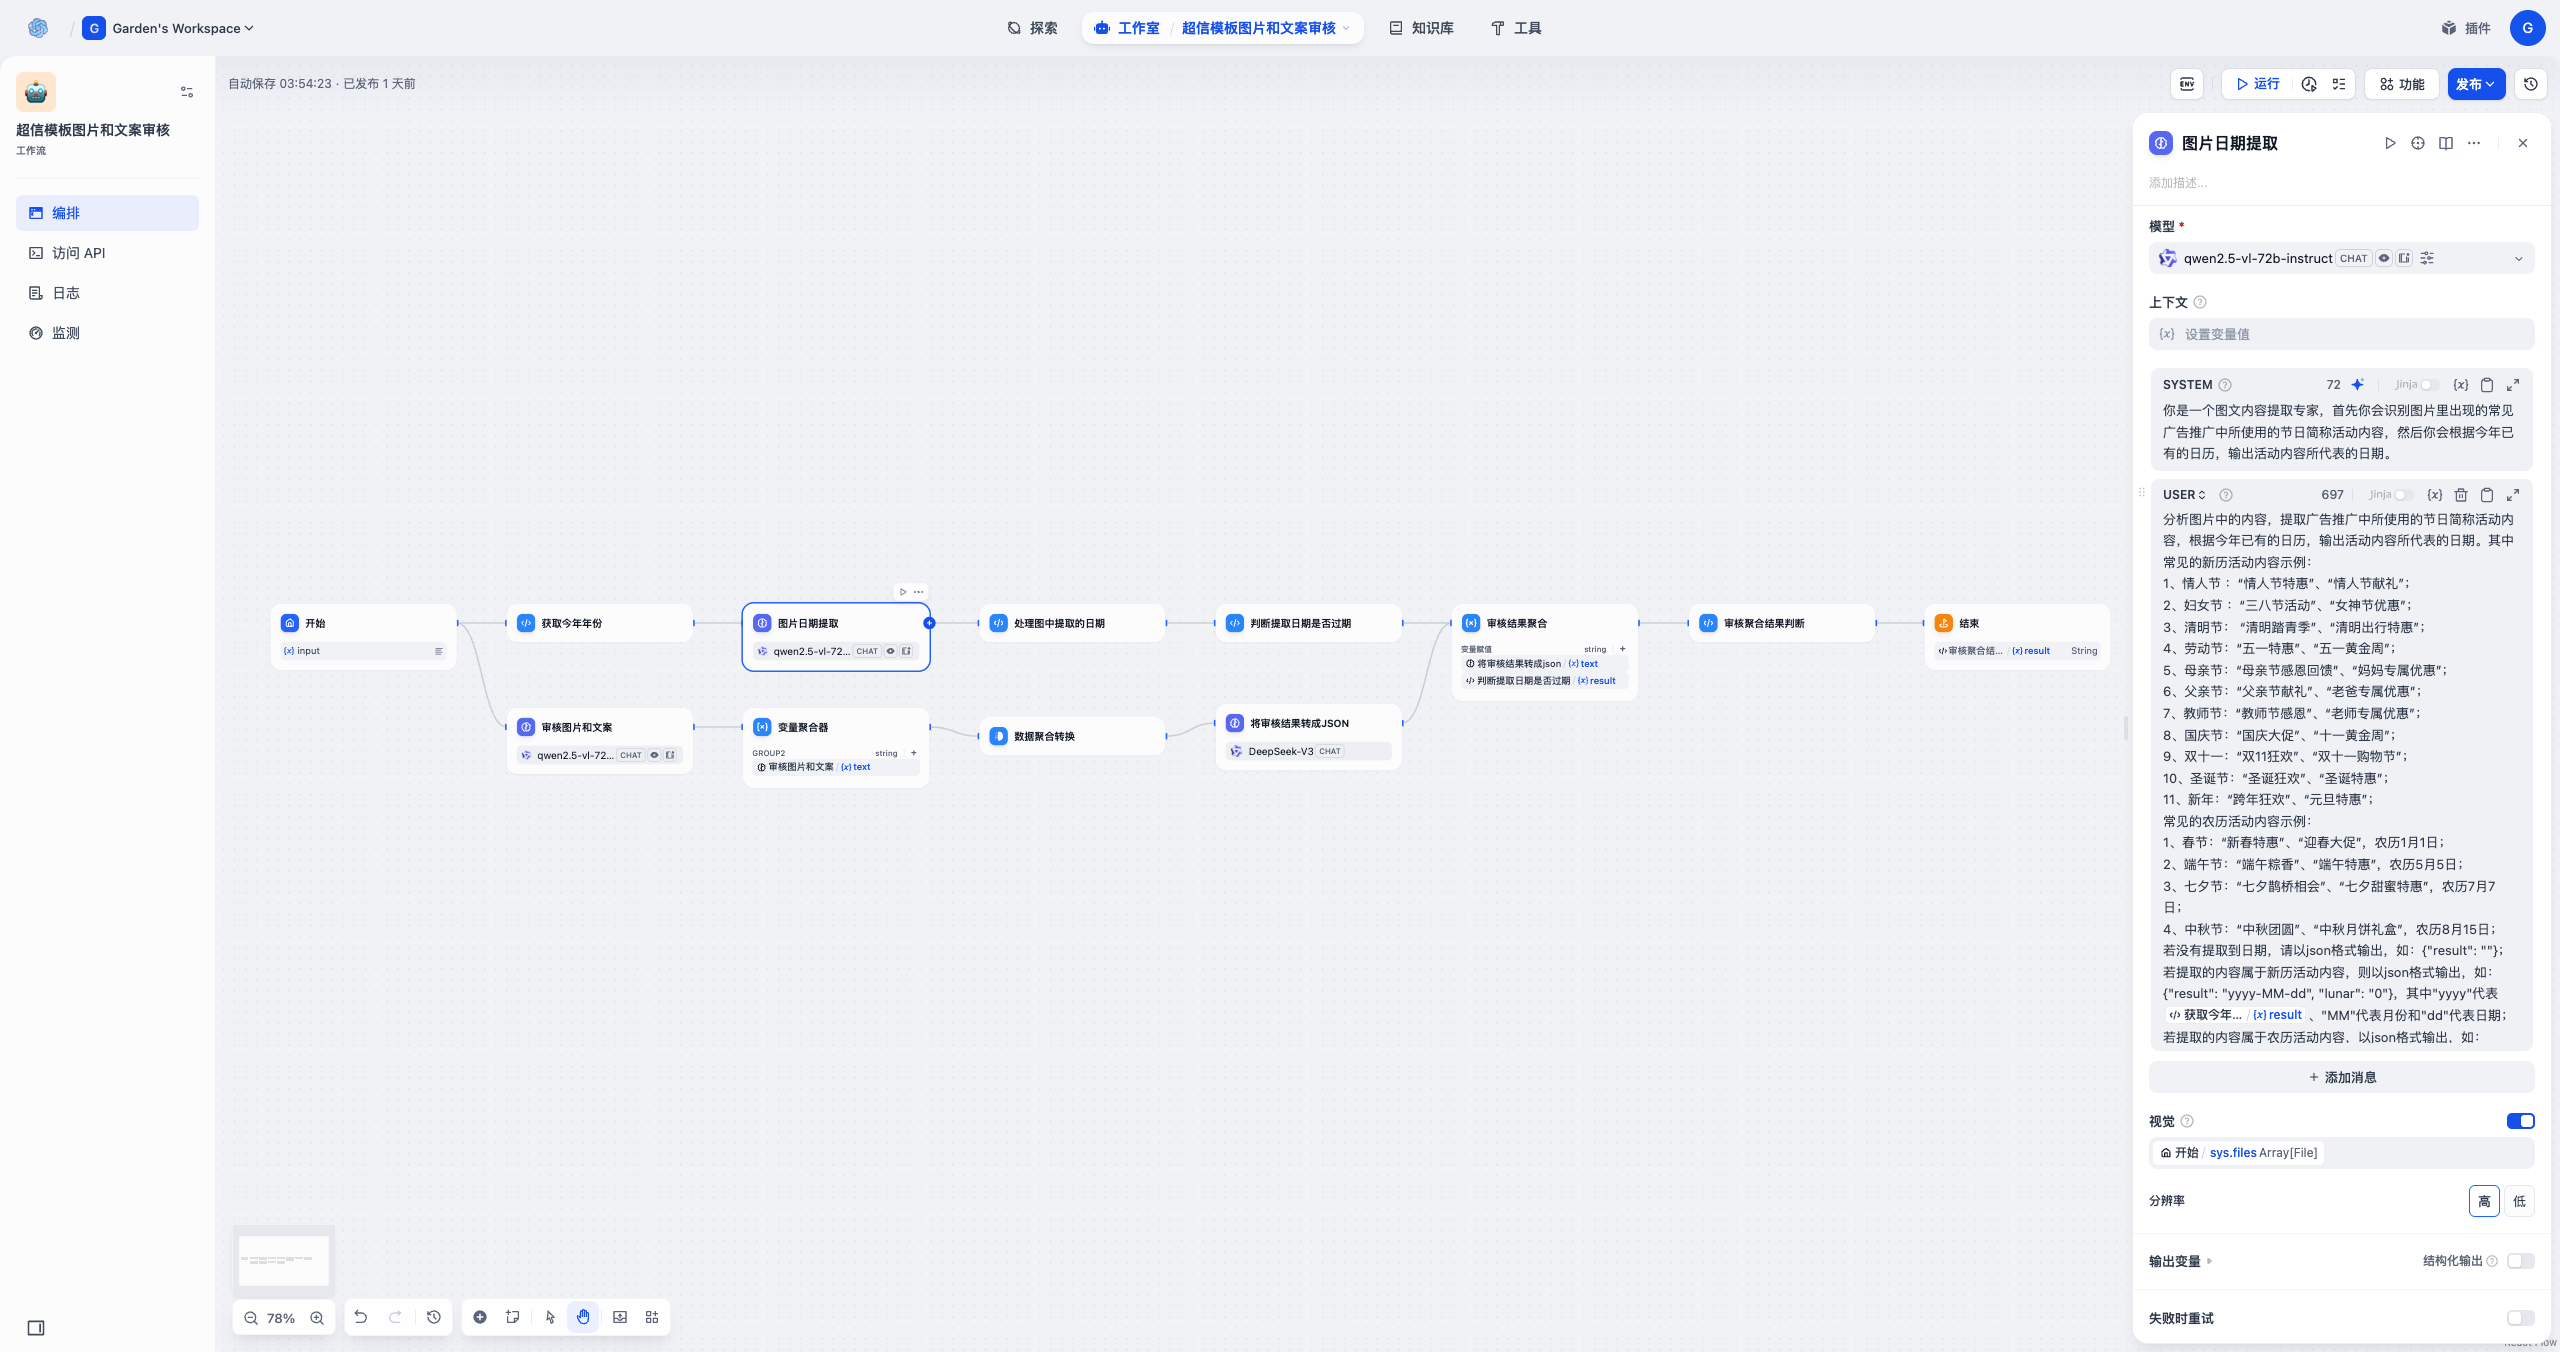 G Garden's Workspace
探索
工作室 / 超信模板图片和文案审核
知识库
工具
插件
G
超信模板图片和文案审核
工作流
编排
访问 API
日志
监测
自动保存 03:54:23 · 已发布 1 天前
ENV
运行
功能
发布
开始
{x} input
获取今年年份
图片日期提取
qwen2.5-vl-72... CHAT
处理图中提取的日期
判断提取日期是否过期
审核结果聚合
变量赋值 string +
将审核结果转成json / {x} text
判断提取日期是否过期 / {x} result
审核聚合结果判断
结束
审核聚合结... / {x} result String
审核图片和文案
qwen2.5-vl-72... CHAT
变量聚合器
GROUP2 string +
审核图片和文案 / {x} text
数据聚合转换
将审核结果转成JSON
DeepSeek-V3 CHAT
78%
图片日期提取
添加描述...
模型 *
qwen2.5-vl-72b-instruct CHAT
上下文
{x} 设置变量值
SYSTEM 72 Jinja {x}
你是一个图文内容提取专家，首先你会识别图片里出现的常见
广告推广中所使用的节日简称活动内容，然后你会根据今年已
有的日历，输出活动内容所代表的日期。
USER 697 Jinja {x}
分析图片中的内容，提取广告推广中所使用的节日简称活动内
容，根据今年已有的日历，输出活动内容所代表的日期。其中
常见的新历活动内容示例：
1、情人节 ：“情人节特惠”、“情人节献礼”；
2、妇女节 ：“三八节活动”、“女神节优惠”；
3、清明节：“清明踏青季”、“清明出行特惠”；
4、劳动节：“五一特惠”、“五一黄金周”；
5、母亲节：“母亲节感恩回馈”、“妈妈专属优惠”；
6、父亲节：“父亲节献礼”、“老爸专属优惠”；
7、教师节：“教师节感恩”、“老师专属优惠”；
8、国庆节：“国庆大促”、“十一黄金周”；
9、双十一：“双11狂欢”、“双十一购物节”；
10、圣诞节：“圣诞狂欢”、“圣诞特惠”；
11、新年：“跨年狂欢”、“元旦特惠”；
常见的农历活动内容示例：
1、春节：“新春特惠”、“迎春大促”，农历1月1日；
2、端午节：“端午粽香”、“端午特惠”，农历5月5日；
3、七夕节：“七夕鹊桥相会”、“七夕甜蜜特惠”，农历7月7
日；
4、中秋节：“中秋团圆”、“中秋月饼礼盒”，农历8月15日；
若没有提取到日期，请以json格式输出，如：{"result": ""}；
若提取的内容属于新历活动内容，则以json格式输出，如：
{"result": "yyyy-MM-dd", "lunar": "0"}，其中"yyyy"代表
获取今年... / {x} result 、"MM"代表月份和"dd"代表日期；
若提取的内容属于农历活动内容，以json格式输出，如：
+ 添加消息
视觉
开始 / sys.files Array[File]
分辨率 高 低
输出变量 结构化输出
失败时重试